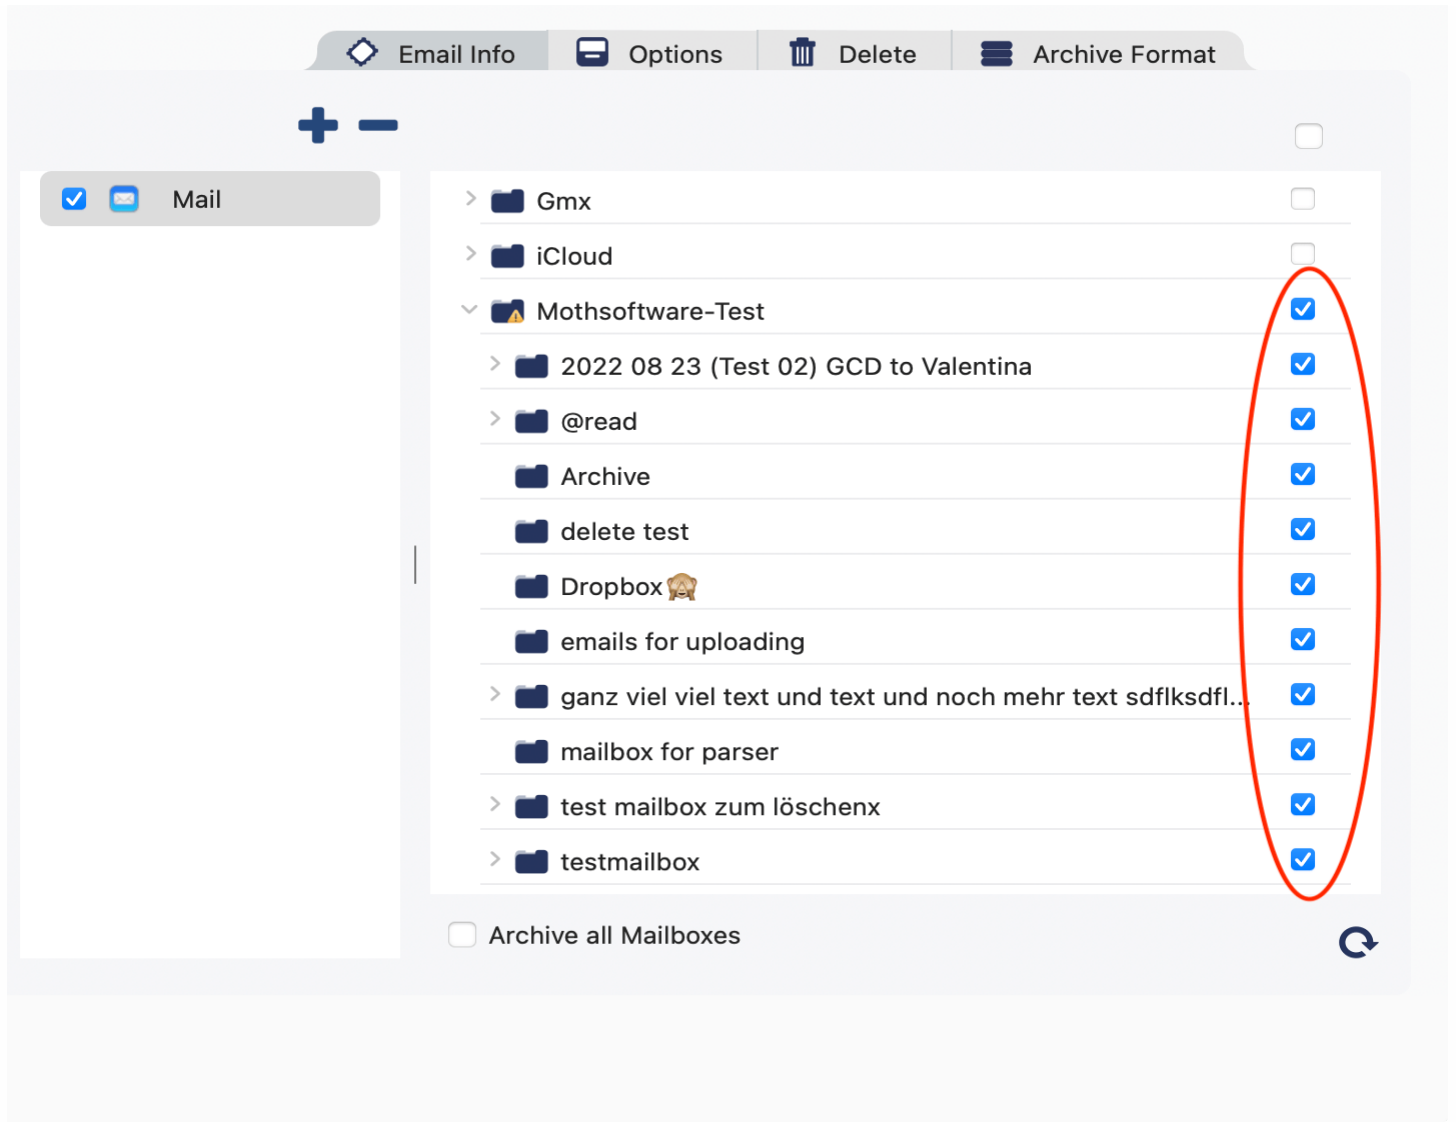 Email Info
Options
Delete
Archive Format
Mail
Gmx
iCloud
Mothsoftware-Test
2022 08 23 (Test 02) GCD to Valentina
@read
Archive
delete test
Dropbox🙈
emails for uploading
ganz viel viel text und text und noch mehr text sdflksdfl...
mailbox for parser
test mailbox zum löschenx
testmailbox
Archive all Mailboxes